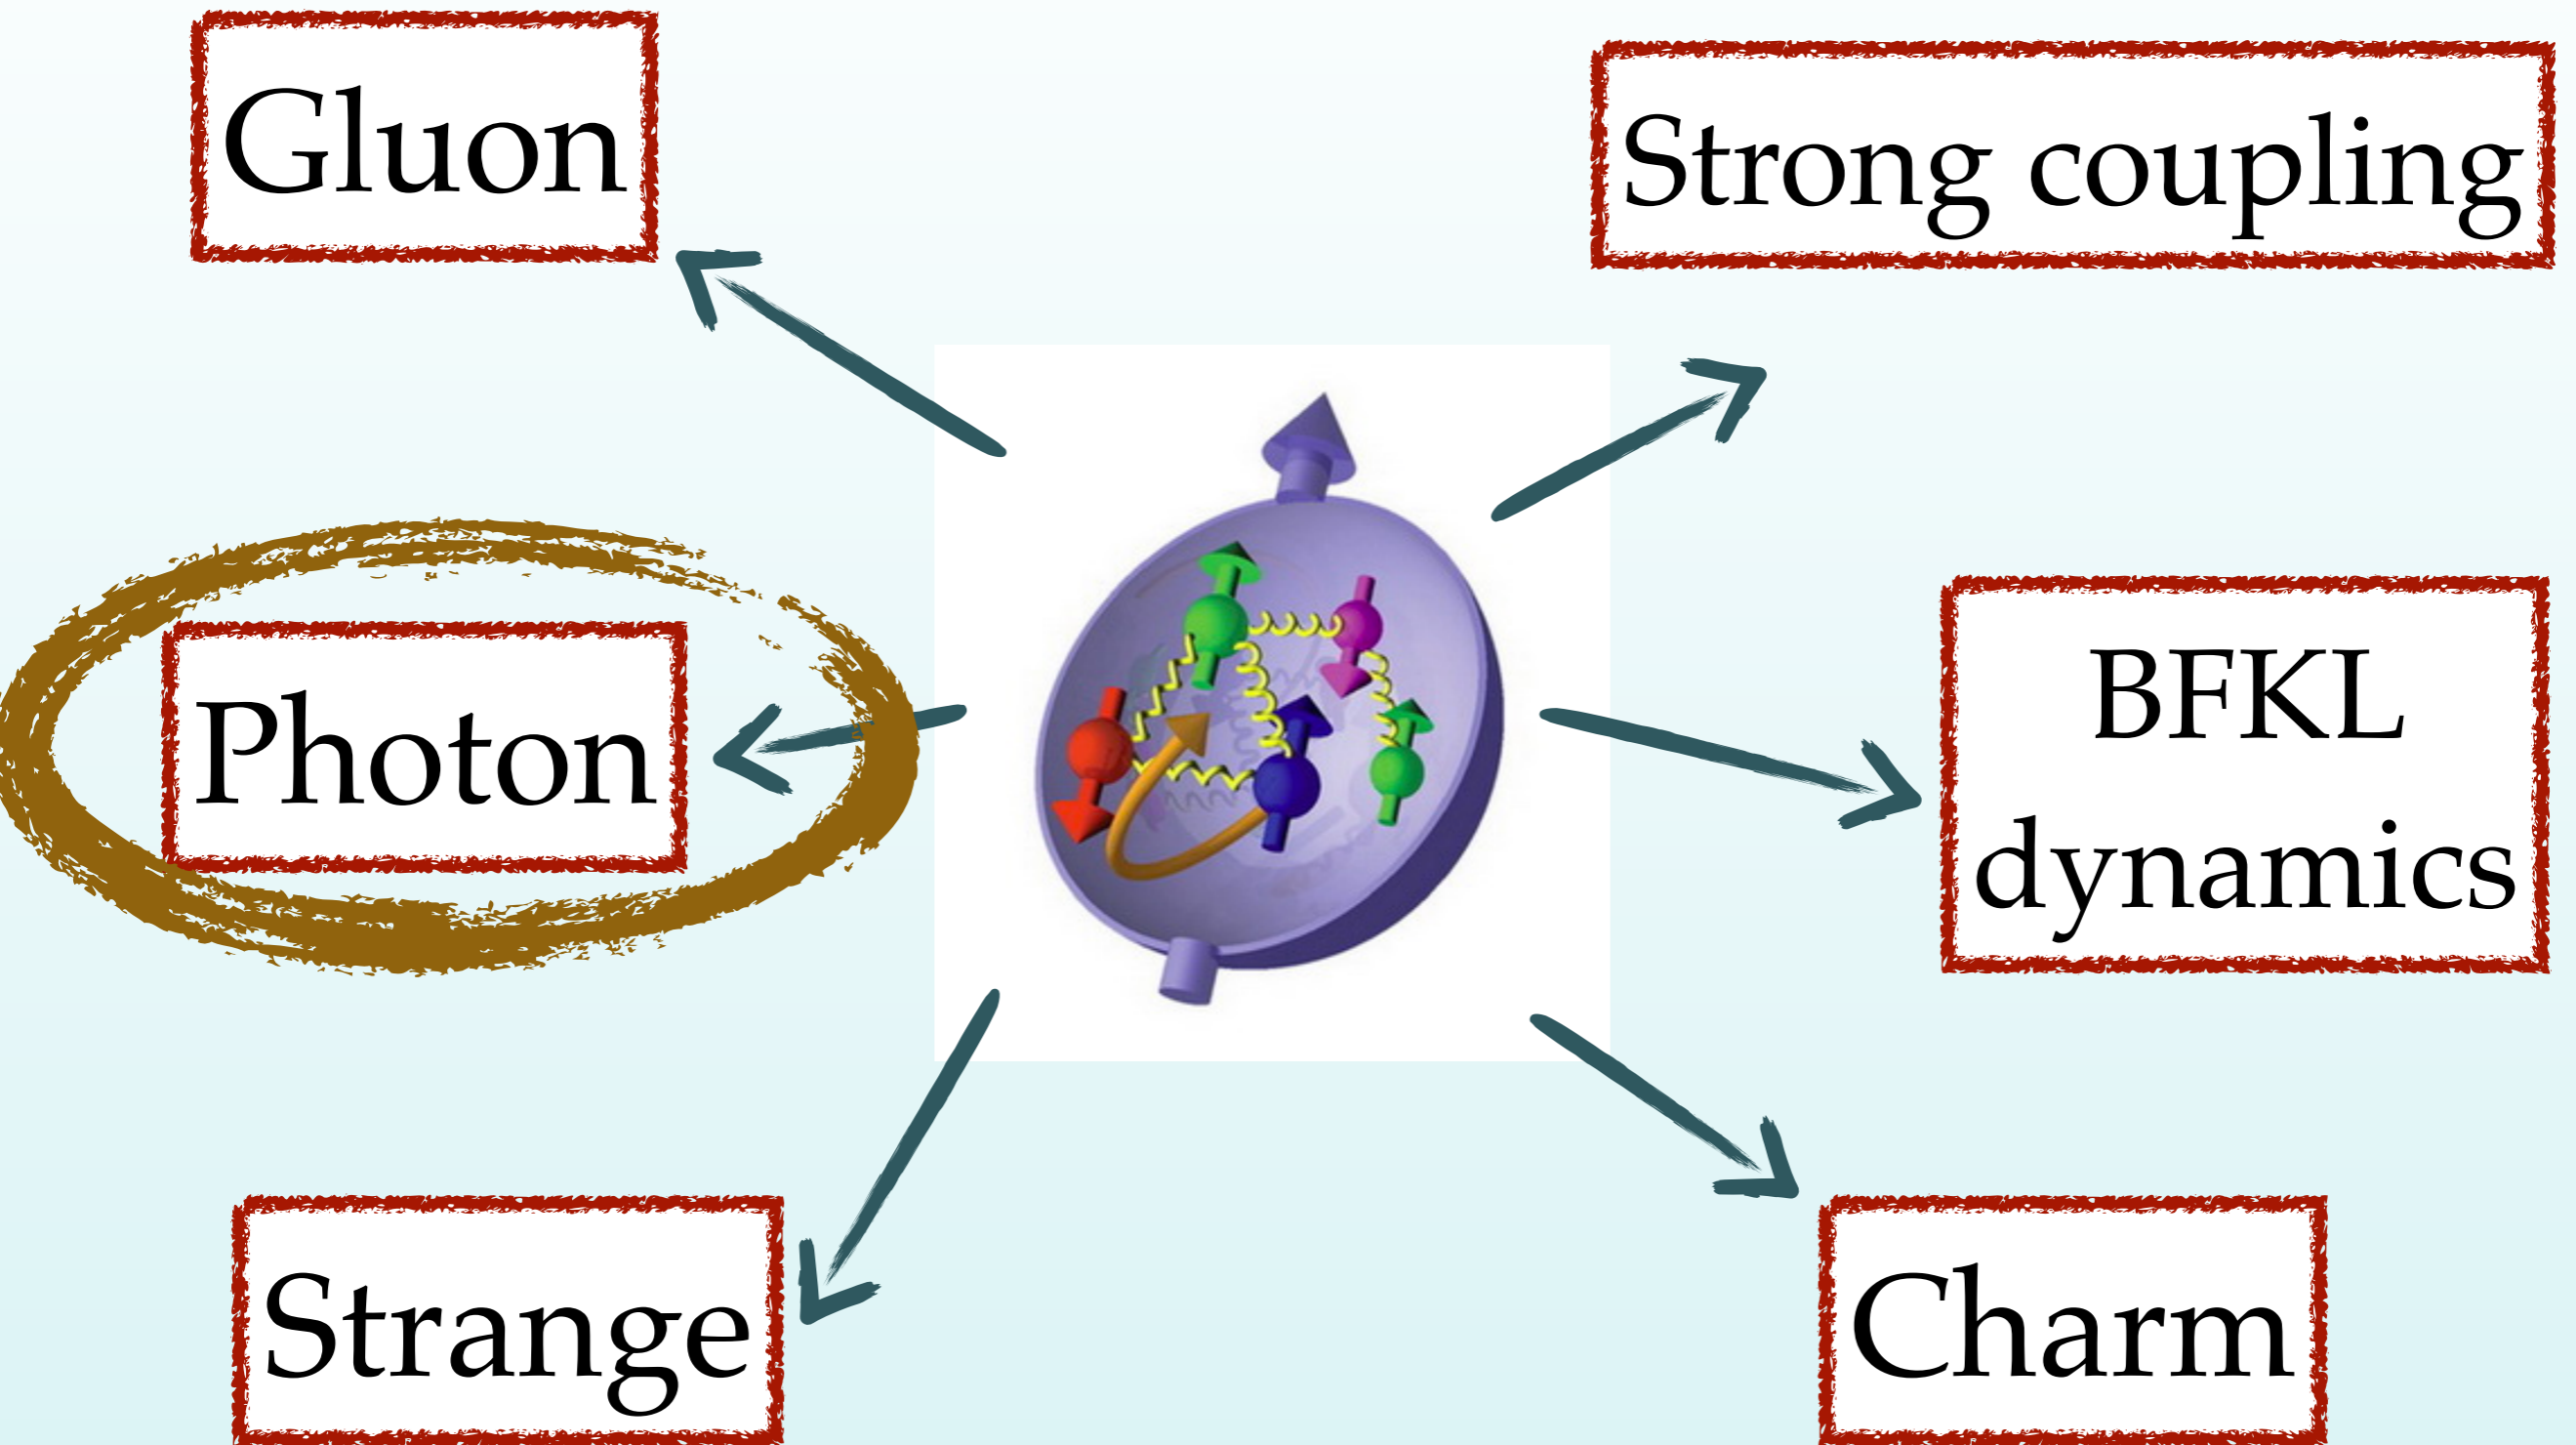 Gluon
Strong coupling
Photon
BFKL
dynamics
Strange
Charm